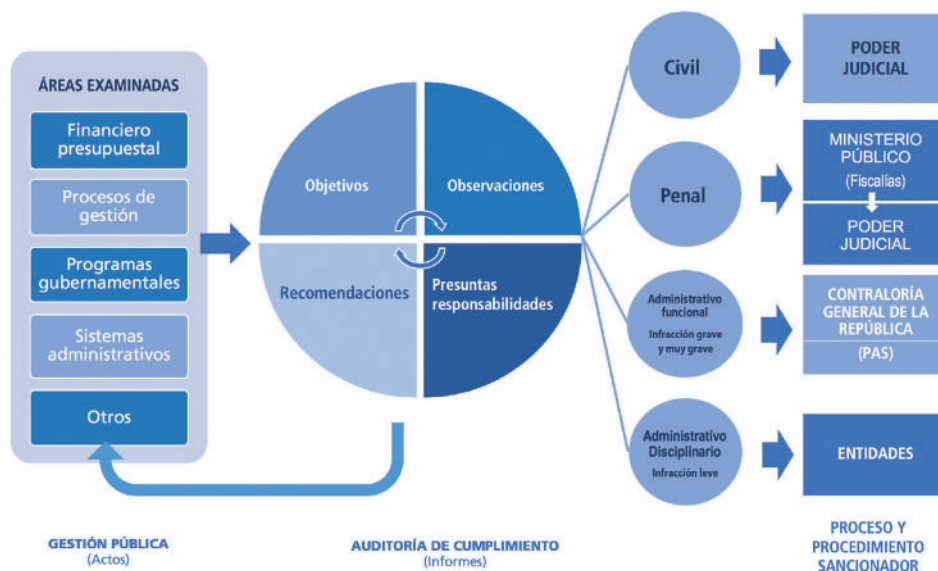 ÁREAS EXAMINADAS
Financiero
presupuestal
Procesos de
gestión
Programas
gubernamentales
Sistemas
administrativos
Otros
GESTIÓN PÚBLICA
(Actos)
Objetivos
Observaciones
Recomendaciones
Presuntas
responsabilidades
AUDITORÍA DE CUMPLIMIENTO
(Informes)
Civil
Penal
Administrativo
funcional
Infracción grave
y muy grave
Administrativo
Disciplinario
Infracción leve
PODER
JUDICIAL
MINISTERIO
PÚBLICO
(Fiscalías)
PODER
JUDICIAL
CONTRALORÍA
GENERAL DE LA
REPÚBLICA
(PAS)
ENTIDADES
PROCESO Y
PROCEDIMIENTO
SANCIONADOR